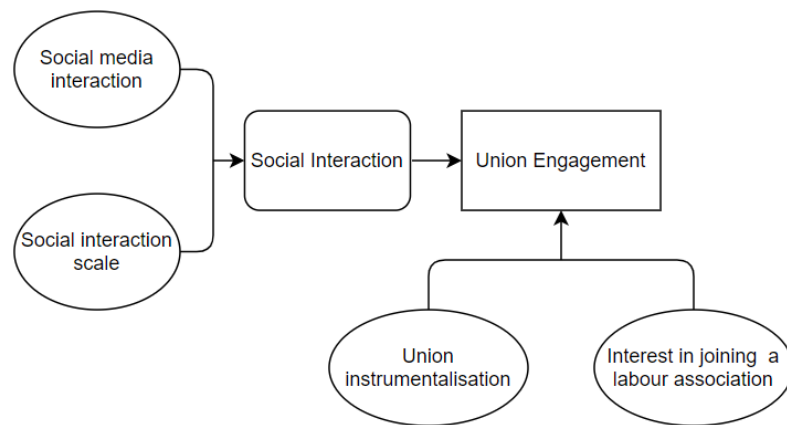 Social media
interaction
Social Interaction
Union Engagement
Social interaction
scale
Union
instrumentalisation
Interest in joining a
labour association